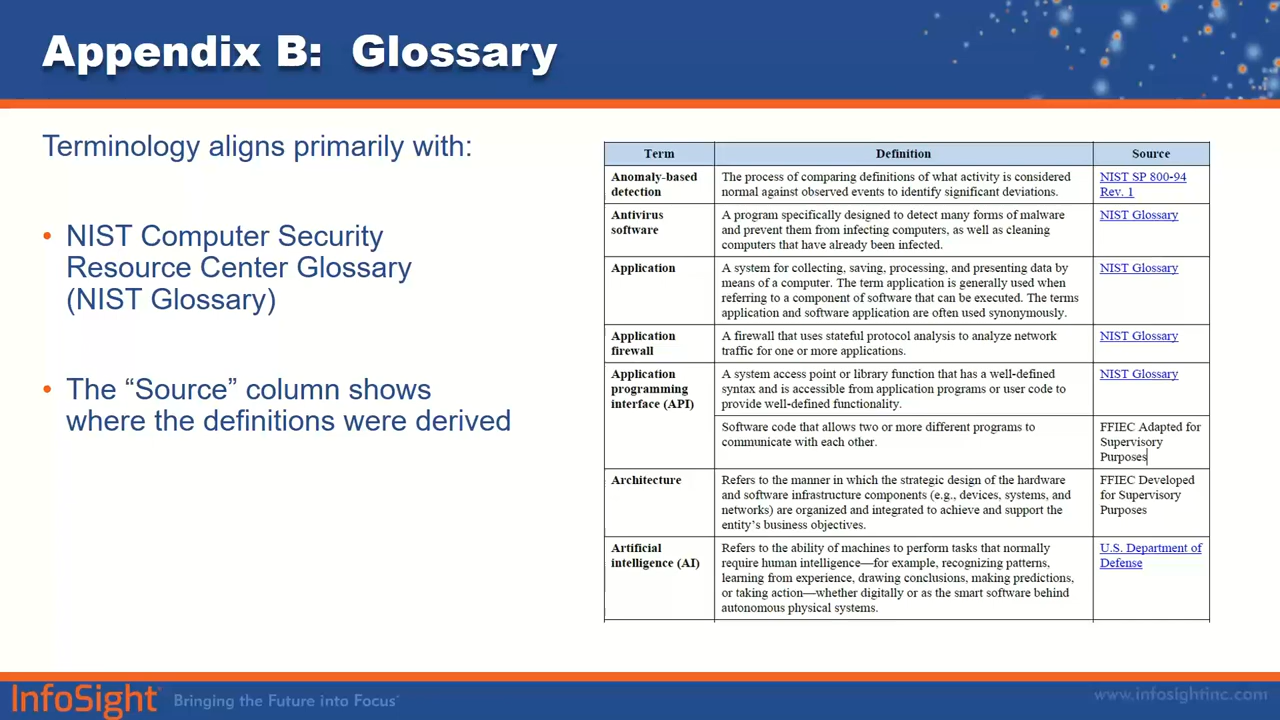 Appendix B: Glossary
Terminology aligns primarily with:
• NIST Computer Security
Resource Center Glossary
(NIST Glossary)
• The “Source” column shows
where the definitions were derived
Term Definition Source
Anomaly-based
detection
The process of comparing definitions of what activity is considered
normal against observed events to identify significant deviations.
NIST SP 800-94
Rev. 1
Antivirus
software
A program specifically designed to detect many forms of malware
and prevent them from infecting computers, as well as cleaning
computers that have already been infected.
NIST Glossary
Application
A system for collecting, saving, processing, and presenting data by
means of a computer. The term application is generally used when
referring to a component of software that can be executed. The terms
application and software application are often used synonymously.
NIST Glossary
Application
firewall
A firewall that uses stateful protocol analysis to analyze network
traffic for one or more applications.
NIST Glossary
Application
programming
interface (API)
A system access point or library function that has a well-defined
syntax and is accessible from application programs or user code to
provide well-defined functionality.
NIST Glossary
Software code that allows two or more different programs to
communicate with each other.
FFIEC Adapted for
Supervisory
Purposes
Architecture
Refers to the manner in which the strategic design of the hardware
and software infrastructure components (e.g., devices, systems, and
networks) are organized and integrated to achieve and support the
entity’s business objectives.
FFIEC Developed
for Supervisory
Purposes
Artificial
intelligence (AI)
Refers to the ability of machines to perform tasks that normally
require human intelligence—for example, recognizing patterns,
learning from experience, drawing conclusions, making predictions,
or taking action—whether digitally or as the smart software behind
autonomous physical systems.
U.S. Department of
Defense
InfoSight Bringing the Future into Focus
www.infosightinc.com